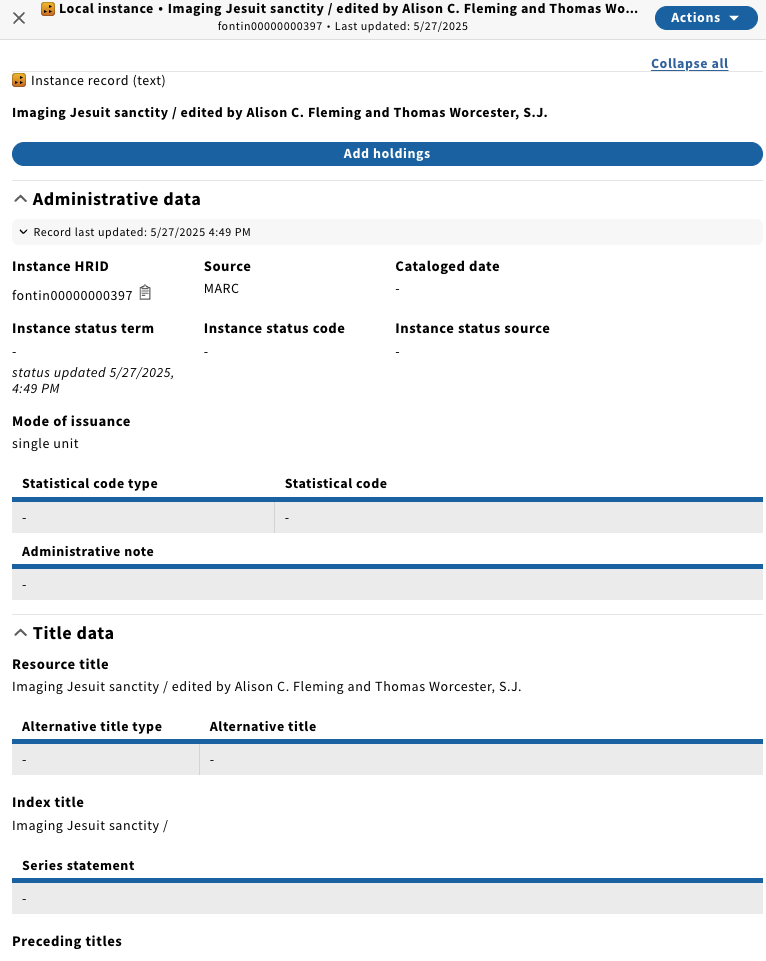 Local instance • Imaging Jesuit sanctity / edited by Alison C. Fleming and Thomas Wo...
fontin00000000397 • Last updated: 5/27/2025
Actions
Collapse all
Instance record (text)
Imaging Jesuit sanctity / edited by Alison C. Fleming and Thomas Worcester, S.J.
Add holdings
Administrative data
Record last updated: 5/27/2025 4:49 PM
Instance HRID Source Cataloged date
fontin00000000397 MARC -
Instance status term Instance status code Instance status source
- - -
status updated 5/27/2025,
4:49 PM
Mode of issuance
single unit
Statistical code type Statistical code
- -
Administrative note
-
Title data
Resource title
Imaging Jesuit sanctity / edited by Alison C. Fleming and Thomas Worcester, S.J.
Alternative title type Alternative title
- -
Index title
Imaging Jesuit sanctity /
Series statement
-
Preceding titles